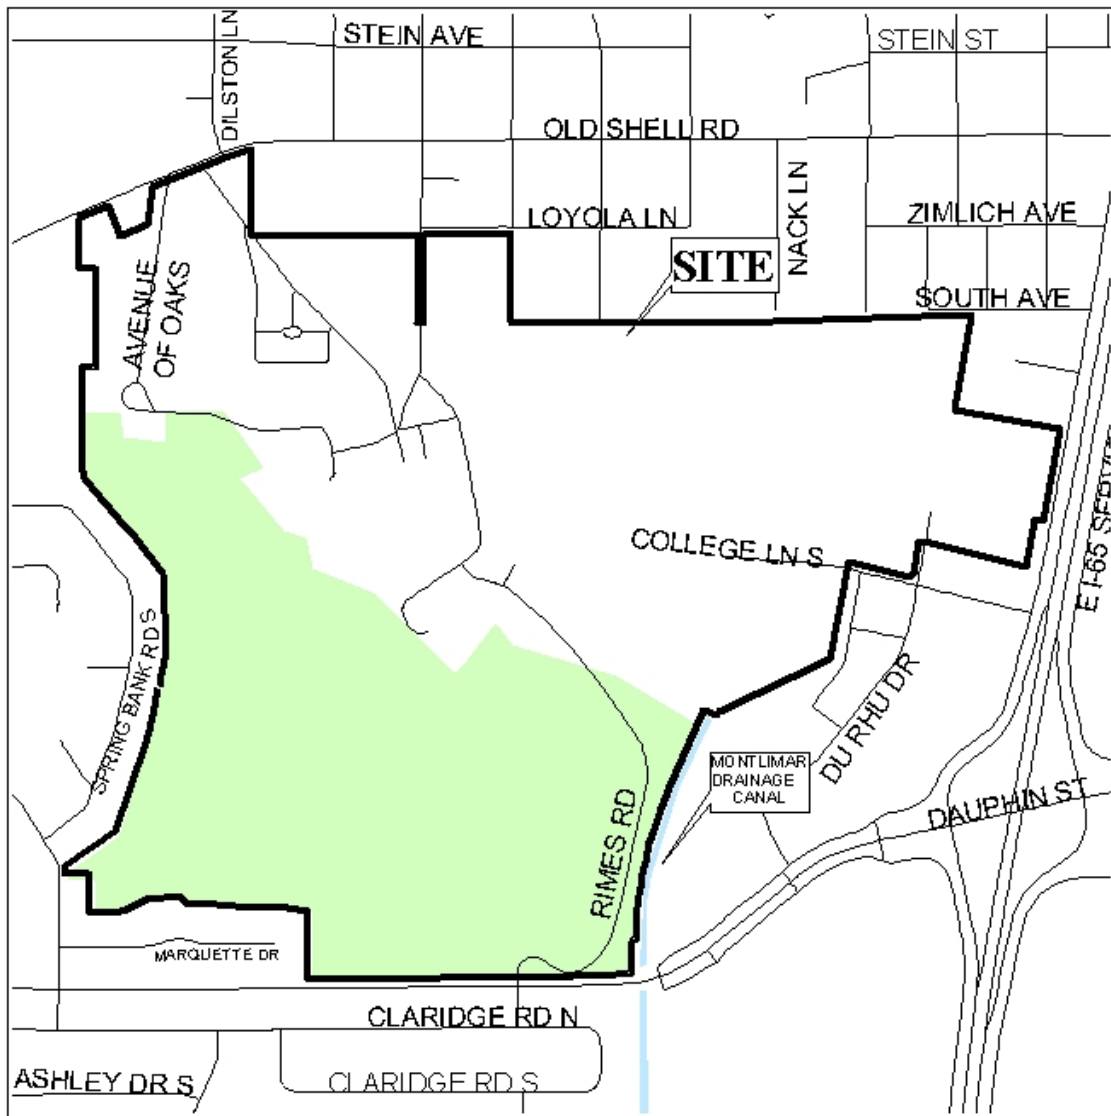 DILSTON LN
STEIN AVE
STEIN ST
OLD SHELL RD
NACK LN
LOYOLA LN
ZIMLICH AVE
SITE
SOUTH AVE
AVENUE
OF OAKS
COLLEGE LN S
E I-65
SPRING BANK RD S
DU RHU DR
MONTLIMAR
DRAINAGE
CANAL
DAUPHIN ST
RIMES RD
MARQUETTE DR
CLARIDGE RD N
ASHLEY DR S
CLARIDGE RD S